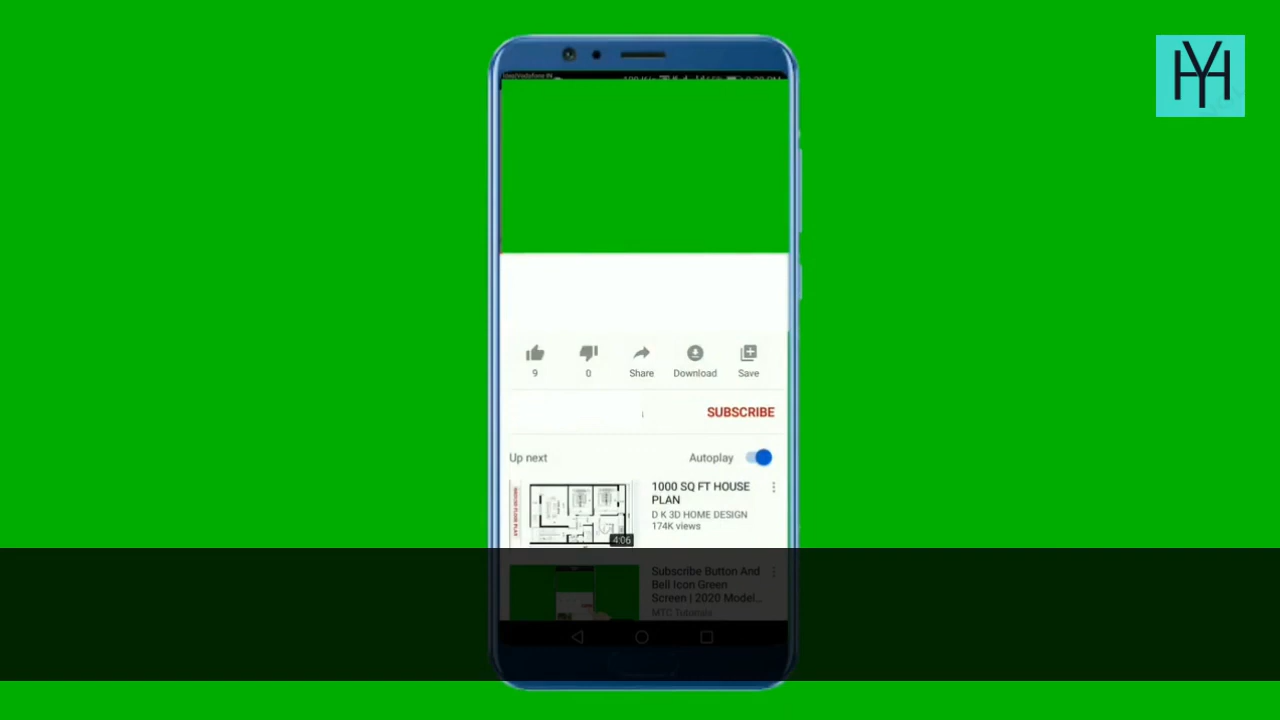 HY
9
0
Share
Download
Save
SUBSCRIBE
Up next
Autoplay
1000 SQ FT HOUSE
PLAN
D K 3D HOME DESIGN
174K views
4:06
Subscribe Button And
Bell Icon Green
Screen | 2020 Model...
MTC Tutorials